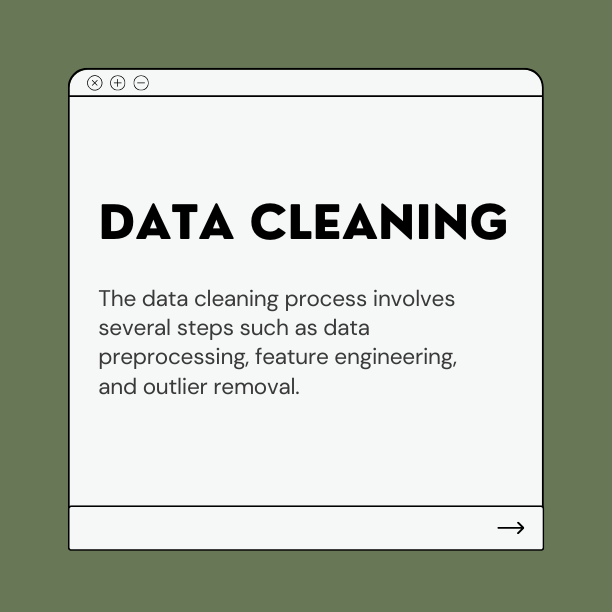 DATA CLEANING
The data cleaning process involves
several steps such as data
preprocessing, feature engineering,
and outlier removal.